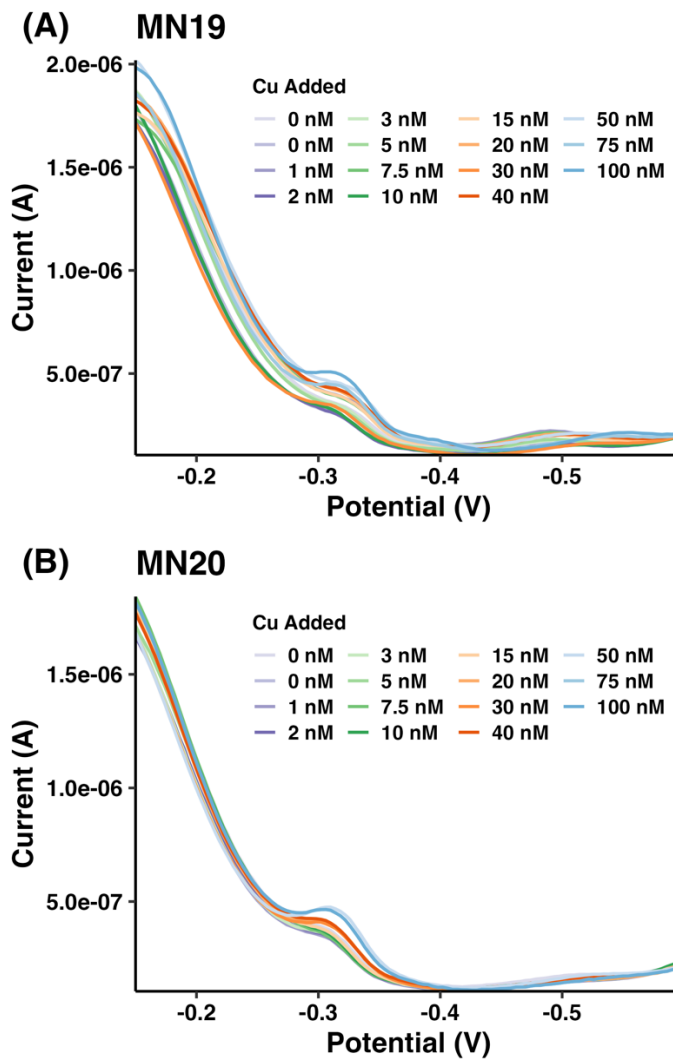 (A) MN19
Cu Added
0 nM 3 nM 15 nM 50 nM
0 nM 5 nM 20 nM 75 nM
1 nM 7.5 nM 30 nM 100 nM
2 nM 10 nM 40 nM
2.0e-06
1.5e-06
1.0e-06
5.0e-07
Current (A)
-0.2 -0.3 -0.4 -0.5
Potential (V)
(B) MN20
Cu Added
0 nM 3 nM 15 nM 50 nM
0 nM 5 nM 20 nM 75 nM
1 nM 7.5 nM 30 nM 100 nM
2 nM 10 nM 40 nM
1.5e-06
1.0e-06
5.0e-07
Current (A)
-0.2 -0.3 -0.4 -0.5
Potential (V)